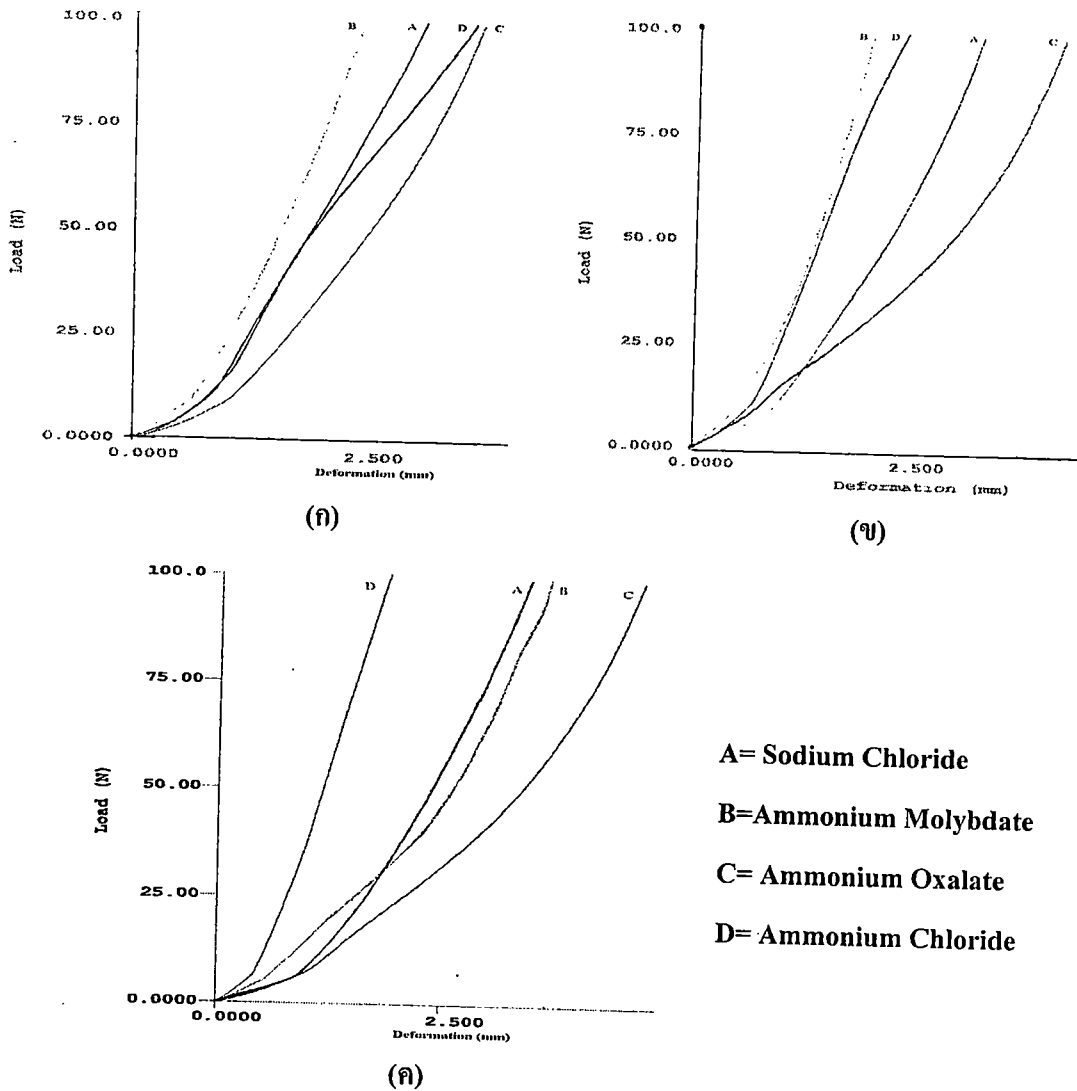 100.0
75.00
50.00
25.00
0.0000
Load (N)
B
A
D
C
0.0000
2.500
Deformation (mm)
(ก)
100.0
75.00
50.00
25.00
0.0000
Load (N)
B
D
A
C
0.0000
2.500
Deformation (mm)
(ข)
100.0
75.00
50.00
25.00
0.0000
Load (N)
D
A
B
C
0.0000
2.500
Deformation (mm)
(ค)
A= Sodium Chloride
B=Ammonium Molybdate
C= Ammonium Oxalate
D= Ammonium Chloride